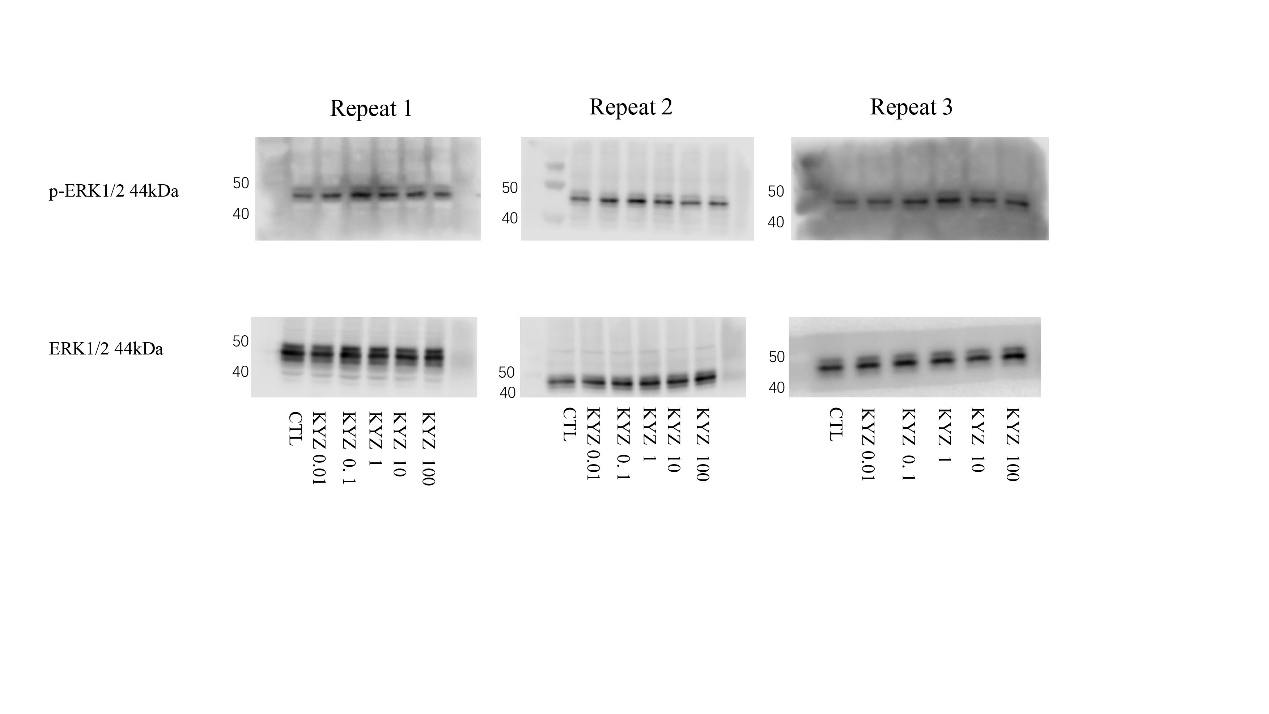 Repeat 1
Repeat 2
Repeat 3
p-ERK1/2 44kDa
50
40
50
40
50
40
ERK1/2 44kDa
50
40
50
40
50
40
CTL
KYZ 0.01
KYZ 0. 1
KYZ 1
KYZ 10
KYZ 100
CTL
KYZ 0.01
KYZ 0. 1
KYZ 1
KYZ 10
KYZ 100
CTL
KYZ 0.01
KYZ 0. 1
KYZ 1
KYZ 10
KYZ 100